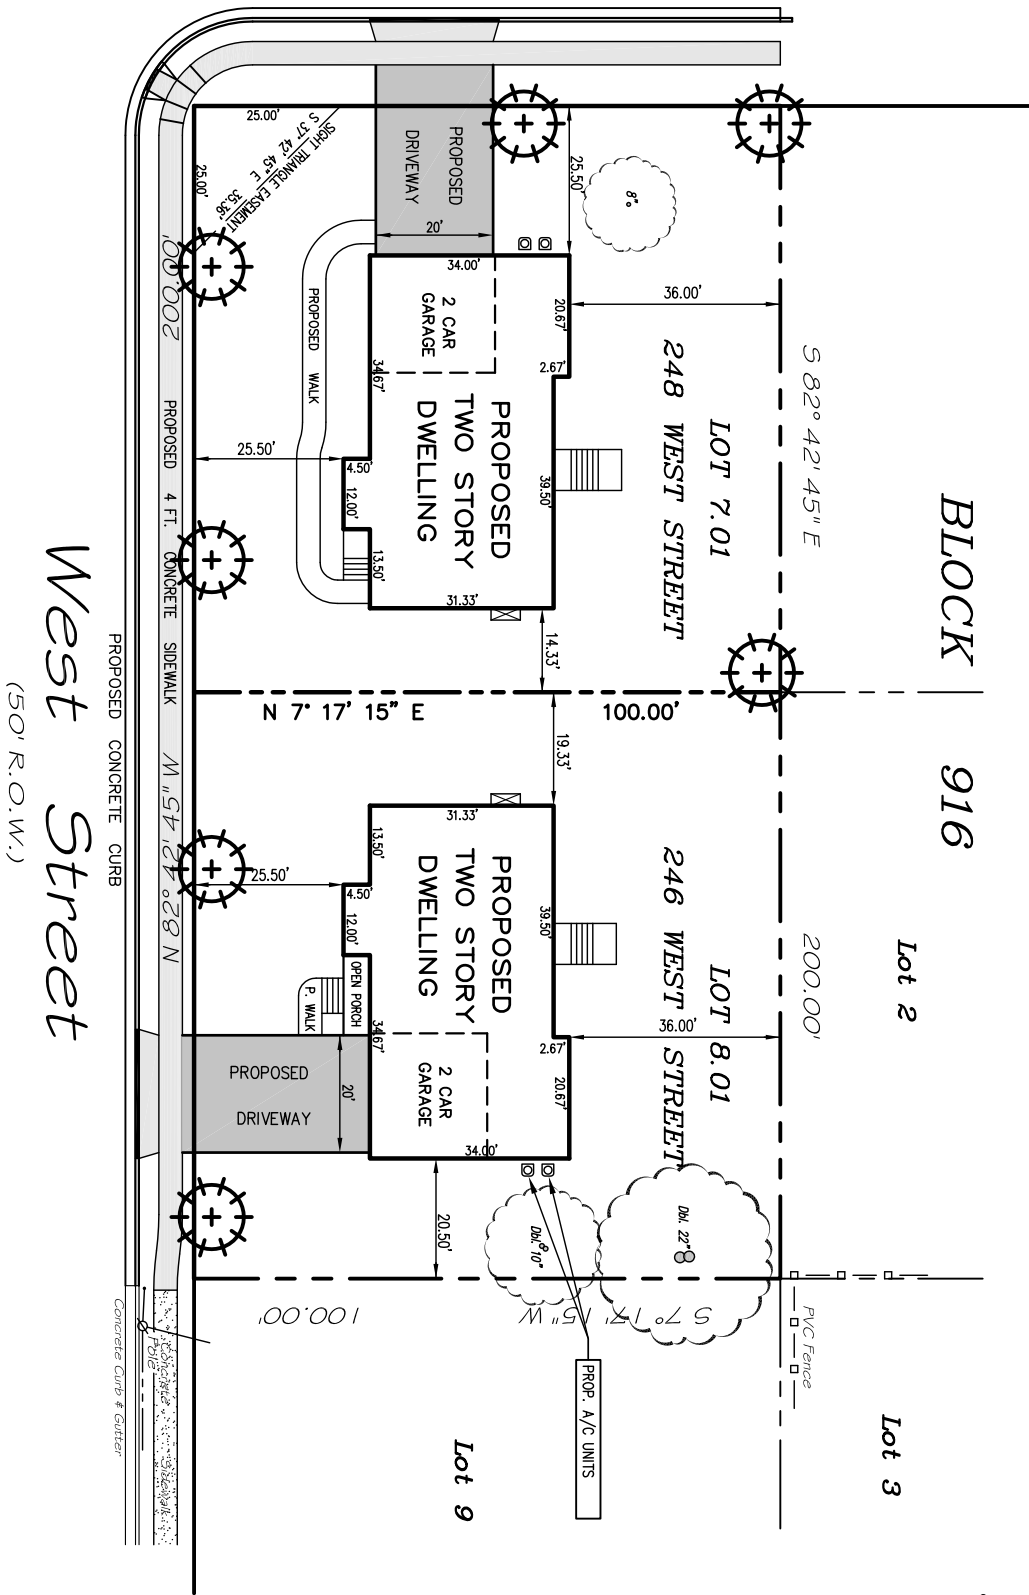 BLOCK 916
Lot 2
Lot 3
Lot 9
S 82° 42' 45" E
200.00'
PVC Fence
LOT 7.01
248 WEST STREET
36.00'
8"
25.50'
PROPOSED
DRIVEWAY
20'
34.00'
20.67'
2.67'
39.50'
2 CAR
GARAGE
34.67'
PROPOSED
TWO STORY
DWELLING
4.50'
12.00'
13.50'
31.33'
14.33'
25.50'
PROPOSED WALK
25.00'
25.00'
SIGHT TRIANGLE EASEMENT
S 37° 42' 45" E 35.36'
N 7° 17' 15" E
100.00'
19.33'
LOT 8.01
246 WEST STREET
36.00'
31.33'
13.50'
4.50'
12.00'
39.50'
PROPOSED
TWO STORY
DWELLING
2.67'
20.67'
34.67'
2 CAR
GARAGE
34.00'
OPEN PORCH
P. WALK
25.50'
PROPOSED
DRIVEWAY
20'
20.50'
Dbl. 22"
Dbl. 10"
8"
PROP. A/C UNITS
S 7° 17' 15" W
100.00'
200.00'
N 82° 42' 45" W
PROPOSED 4 FT. CONCRETE SIDEWALK
PROPOSED CONCRETE CURB
Pole
Concrete Sidewalk
Concrete Curb & Gutter
West Street
(50' R.O.W.)